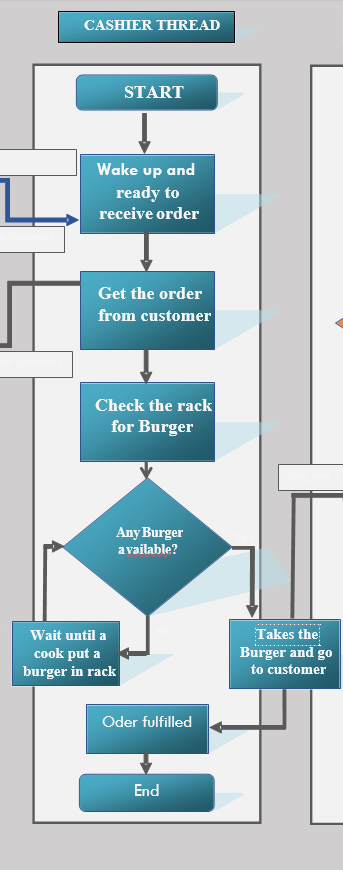 CASHIER THREAD
START
Wake up and
ready to
receive order
Get the order
from customer
Check the rack
for Burger
Any Burger
available?
Wait until a
cook put a
burger in rack
Takes the
Burger and go
to customer
Oder fulfilled
End